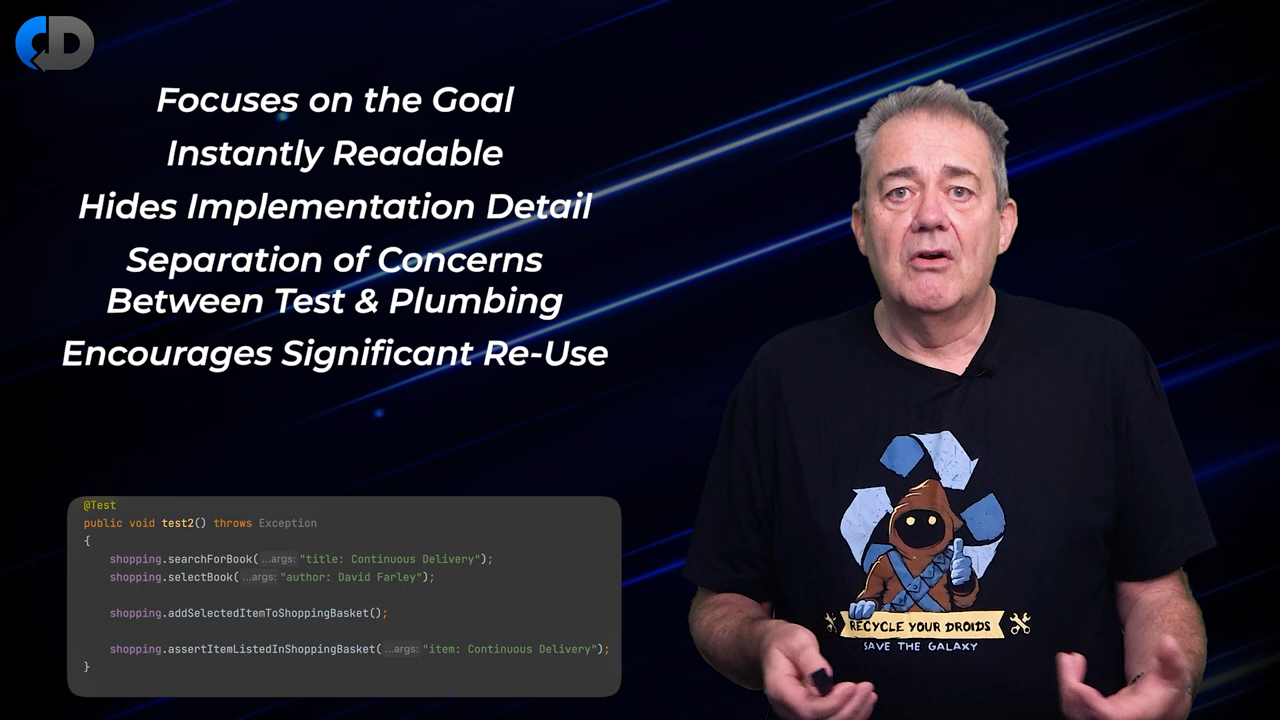 CD
Focuses on the Goal
Instantly Readable
Hides Implementation Detail
Separation of Concerns
Between Test & Plumbing
Encourages Significant Re-Use
@Test
public void test2() throws Exception
{
shopping.searchForBook( ...args: "title: Continuous Delivery");
shopping.selectBook( ...args: "author: David Farley");
shopping.addSelectedItemToShoppingBasket();
shopping.assertItemListedInShoppingBasket( ...args: "item: Continuous Delivery");
}
RECYCLE YOUR DROIDS
SAVE THE GALAXY